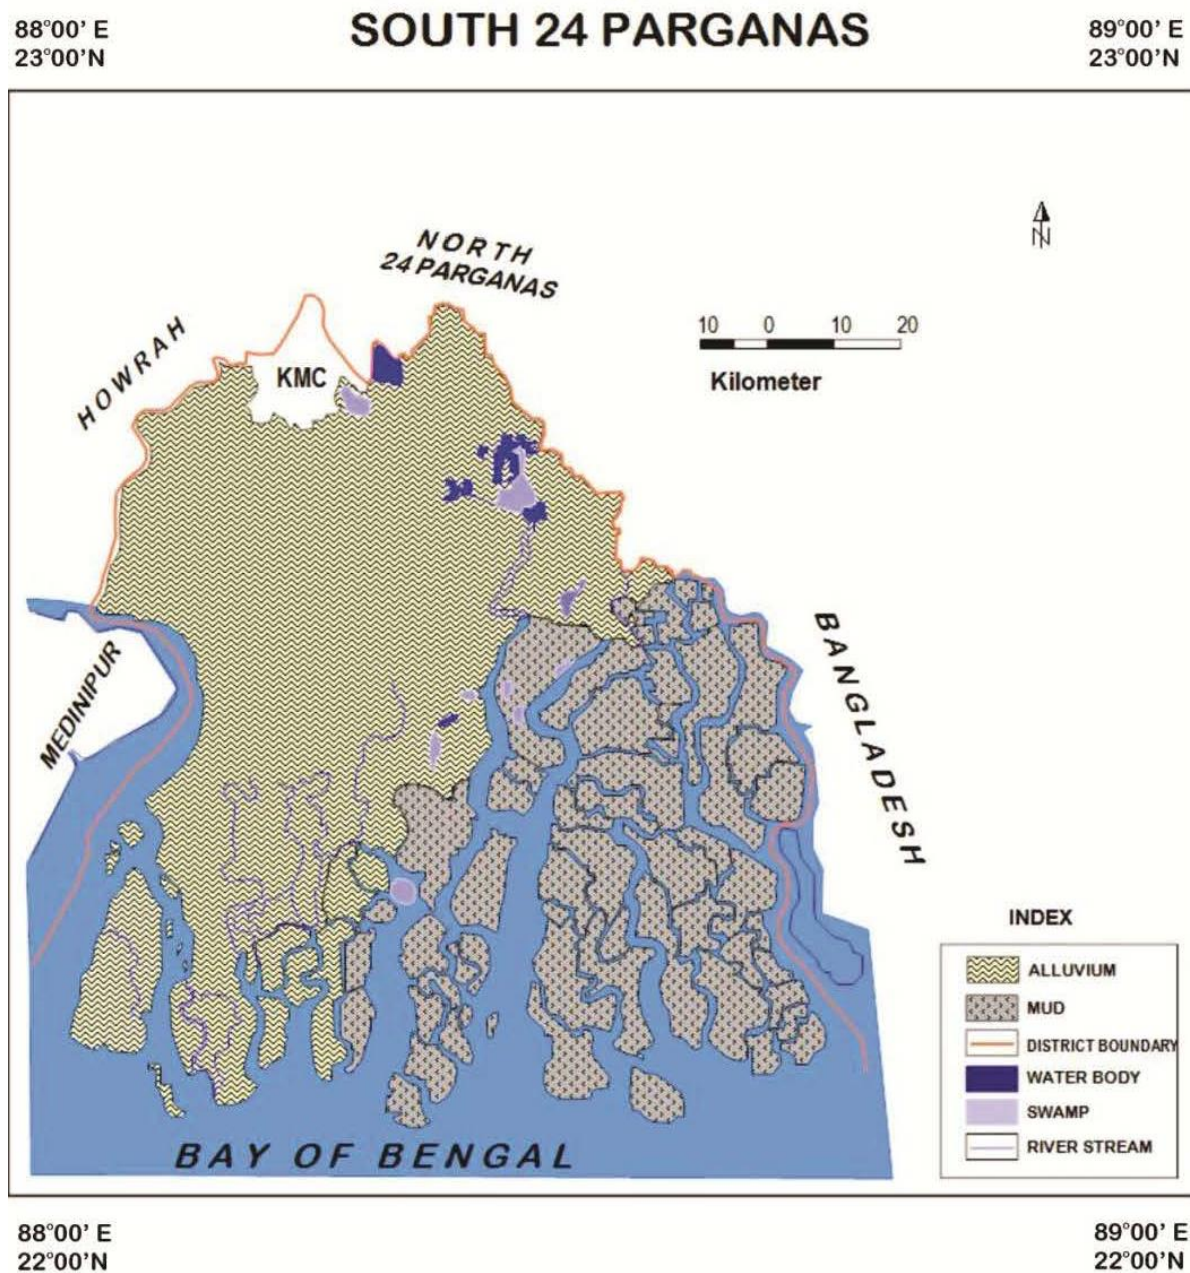 88°00' E
23°00'N
SOUTH 24 PARGANAS
89°00' E
23°00'N
NORTH
24 PARGANAS
HOWRAH
KMC
10 0 10 20
Kilometer
N
MEDINIPUR
BANGLADESH
BAY OF BENGAL
INDEX
ALLUVIUM
MUD
DISTRICT BOUNDARY
WATER BODY
SWAMP
RIVER STREAM
88°00' E
22°00'N
89°00' E
22°00'N